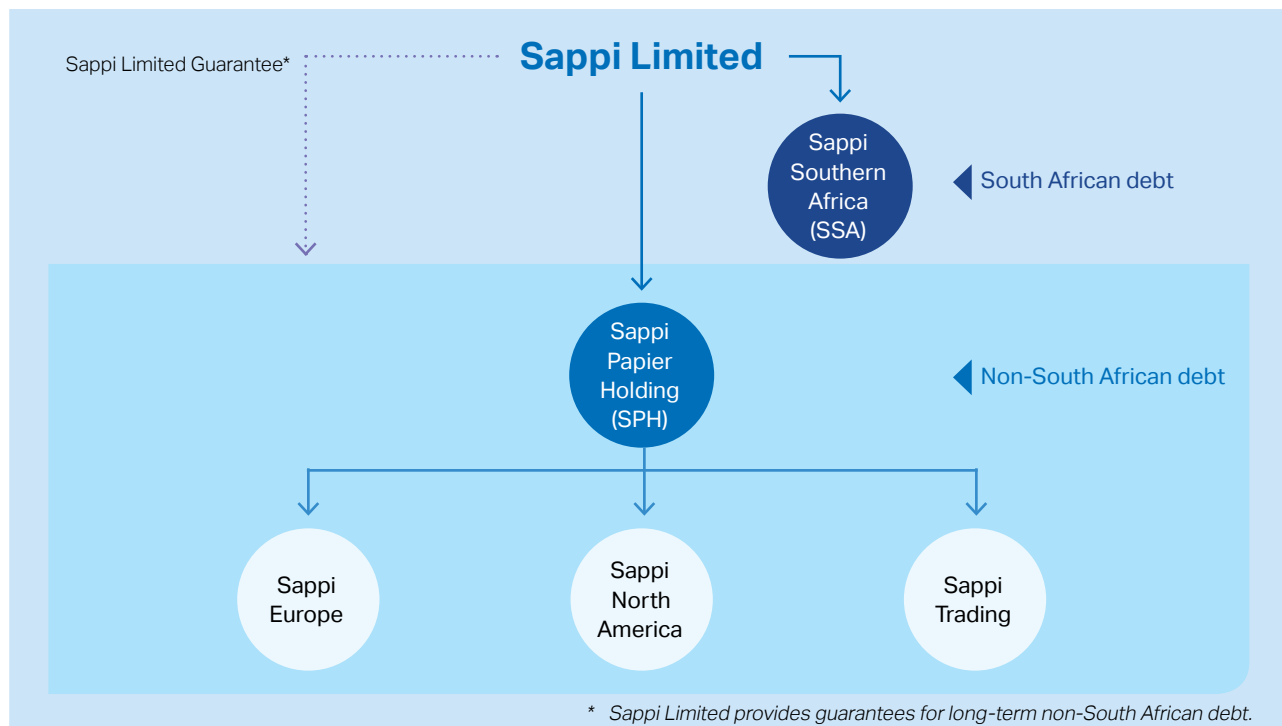 Sappi Limited Guarantee*
Sappi Limited
Sappi
Southern
Africa
(SSA)
South African debt
Sappi
Papier
Holding
(SPH)
Non-South African debt
Sappi
Europe
Sappi
North
America
Sappi
Trading
* Sappi Limited provides guarantees for long-term non-South African debt.